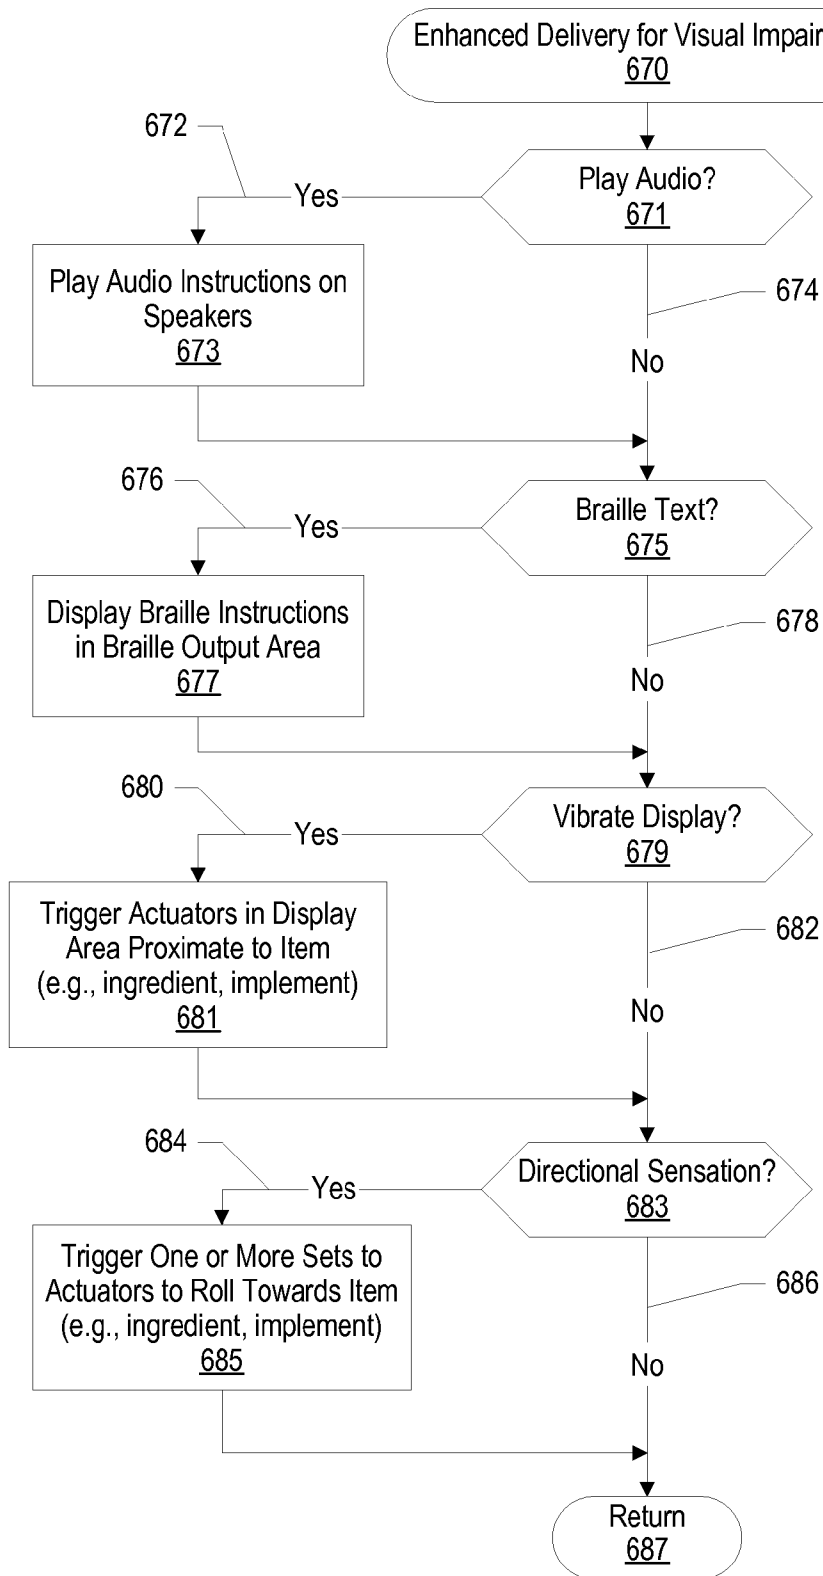 Enhanced Delivery for Visual Impair
670
672
Play Audio?
671
Yes
Play Audio Instructions on
Speakers
673
674
No
676
Braille Text?
675
Yes
Display Braille Instructions
in Braille Output Area
677
678
No
680
Vibrate Display?
679
Yes
Trigger Actuators in Display
Area Proximate to Item
(e.g., ingredient, implement)
681
682
No
684
Directional Sensation?
683
Yes
Trigger One or More Sets to
Actuators to Roll Towards Item
(e.g., ingredient, implement)
685
686
No
Return
687